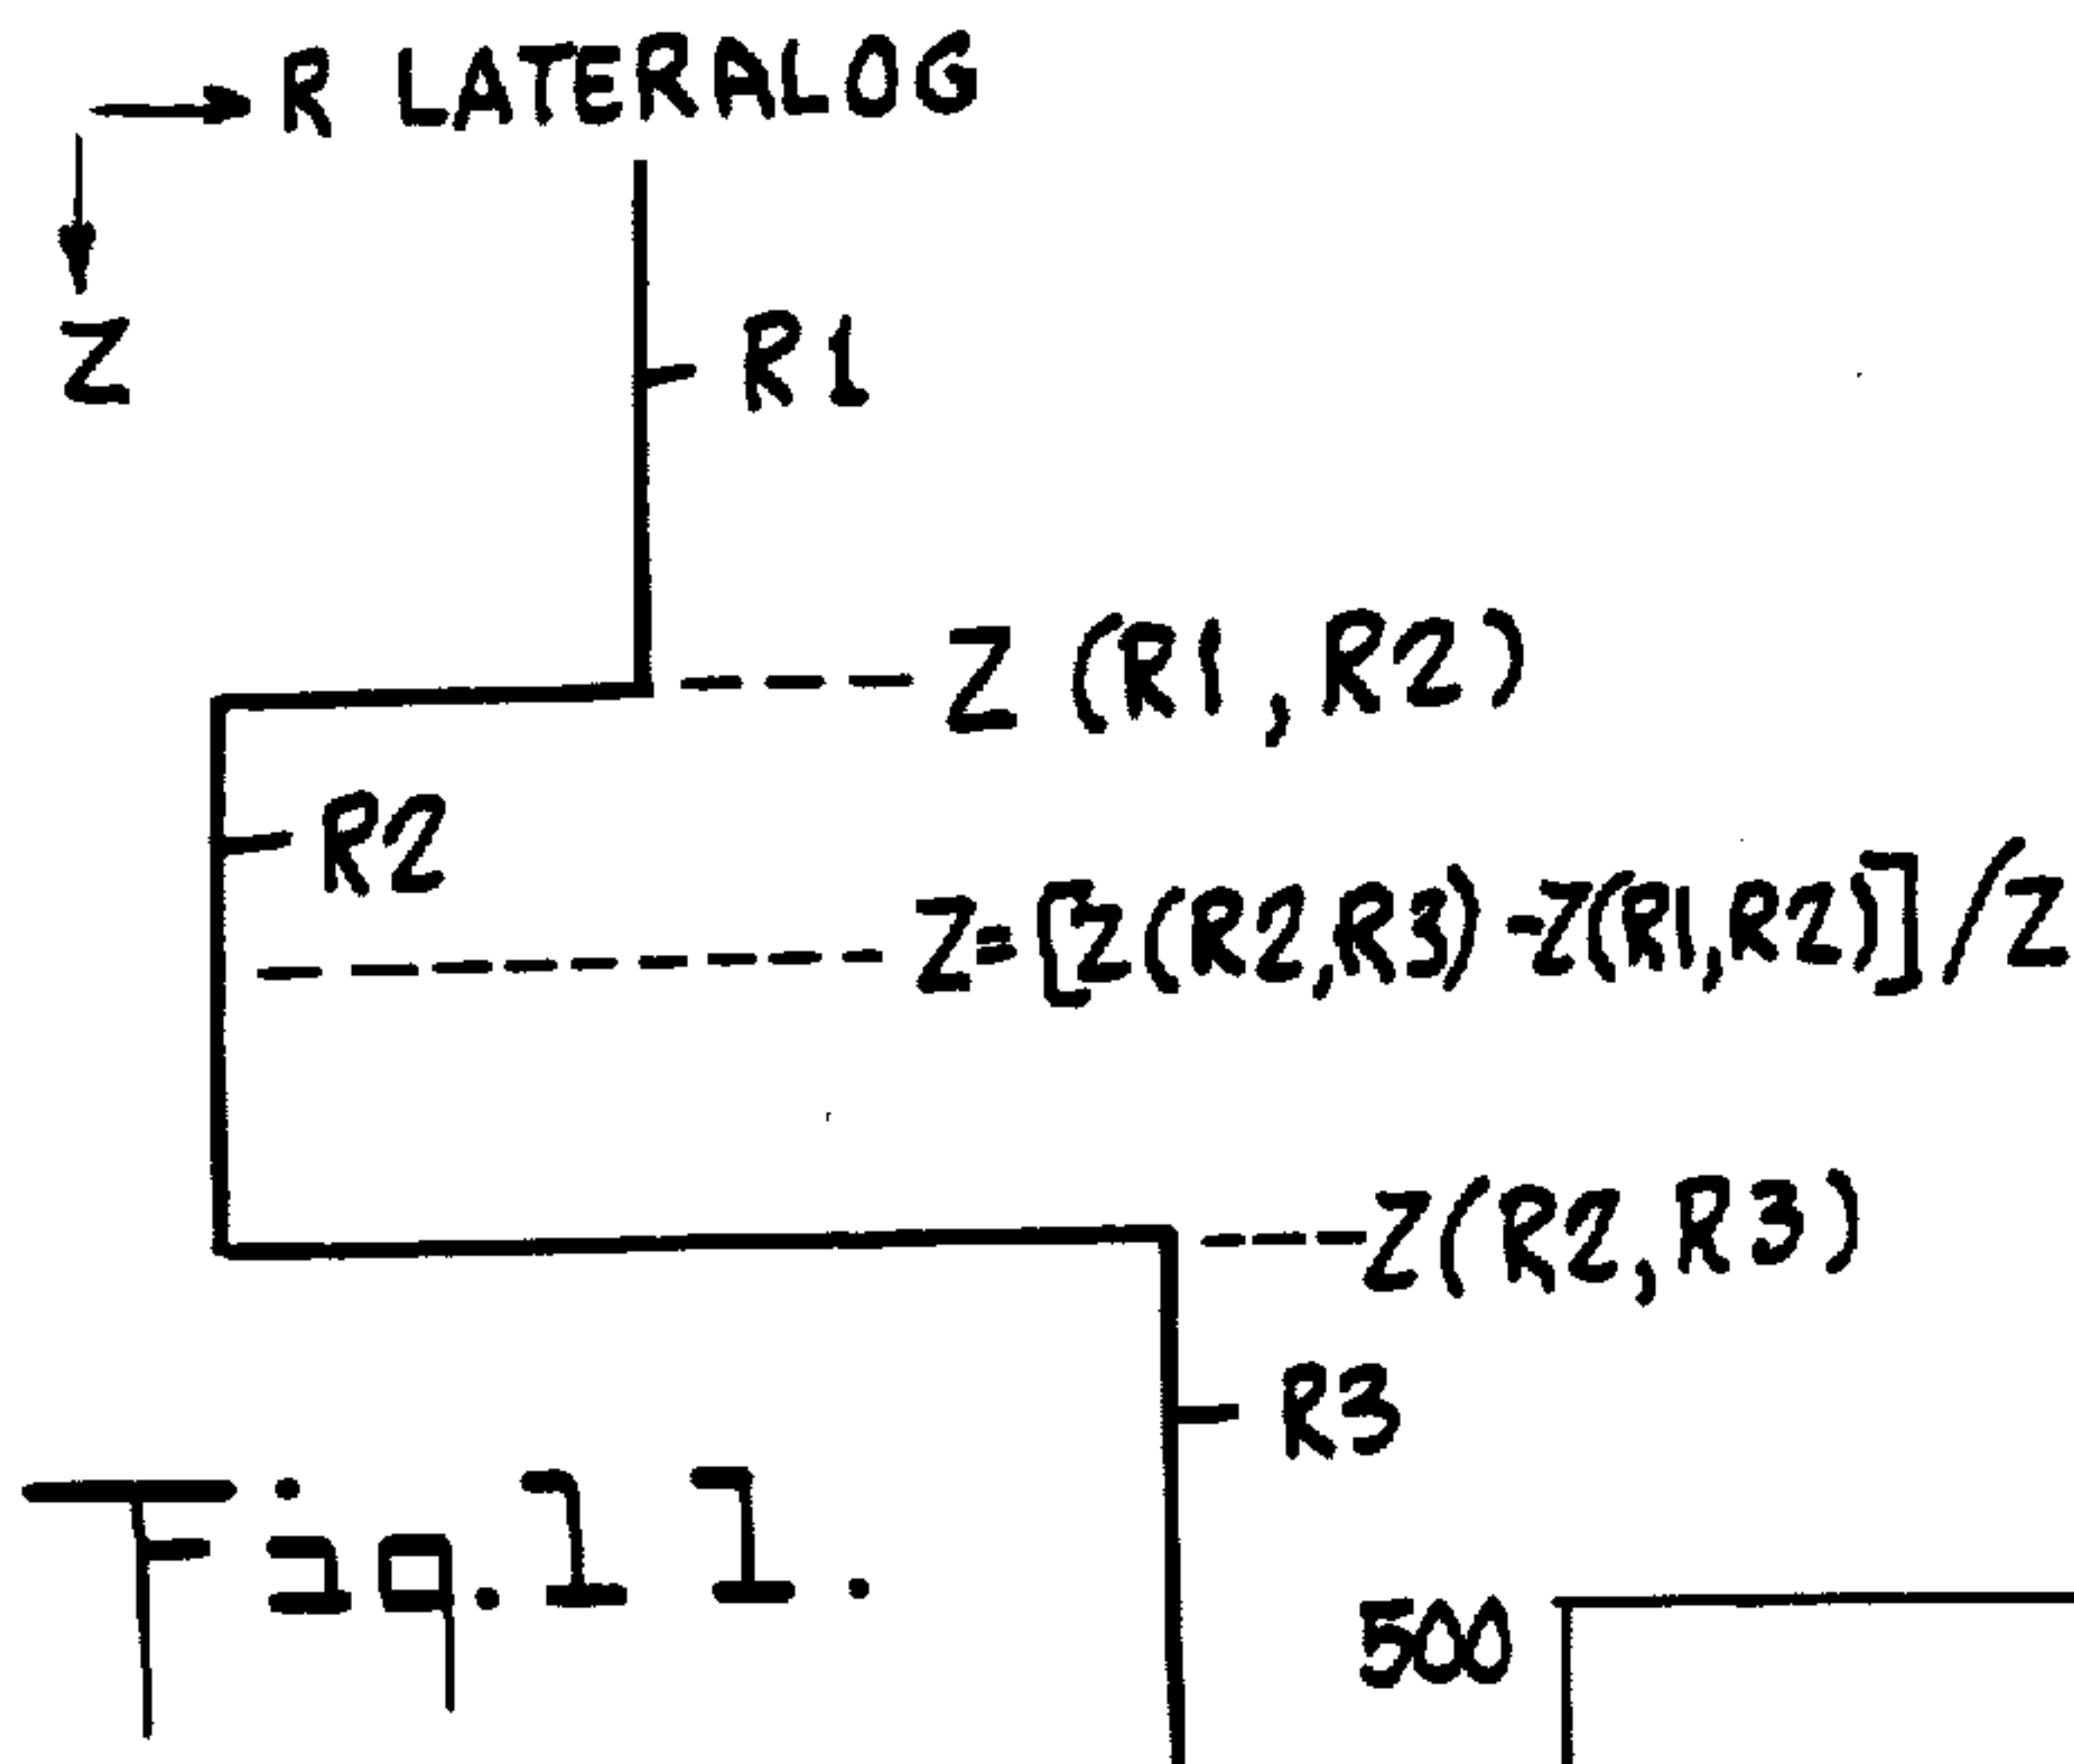 R LATERALOG
Z
R1
Z (R1, R2)
R2
Z=[Z(R2,R3)-Z(R1,R2)]/2
Z(R2,R3)
R3
Fig.11.
500